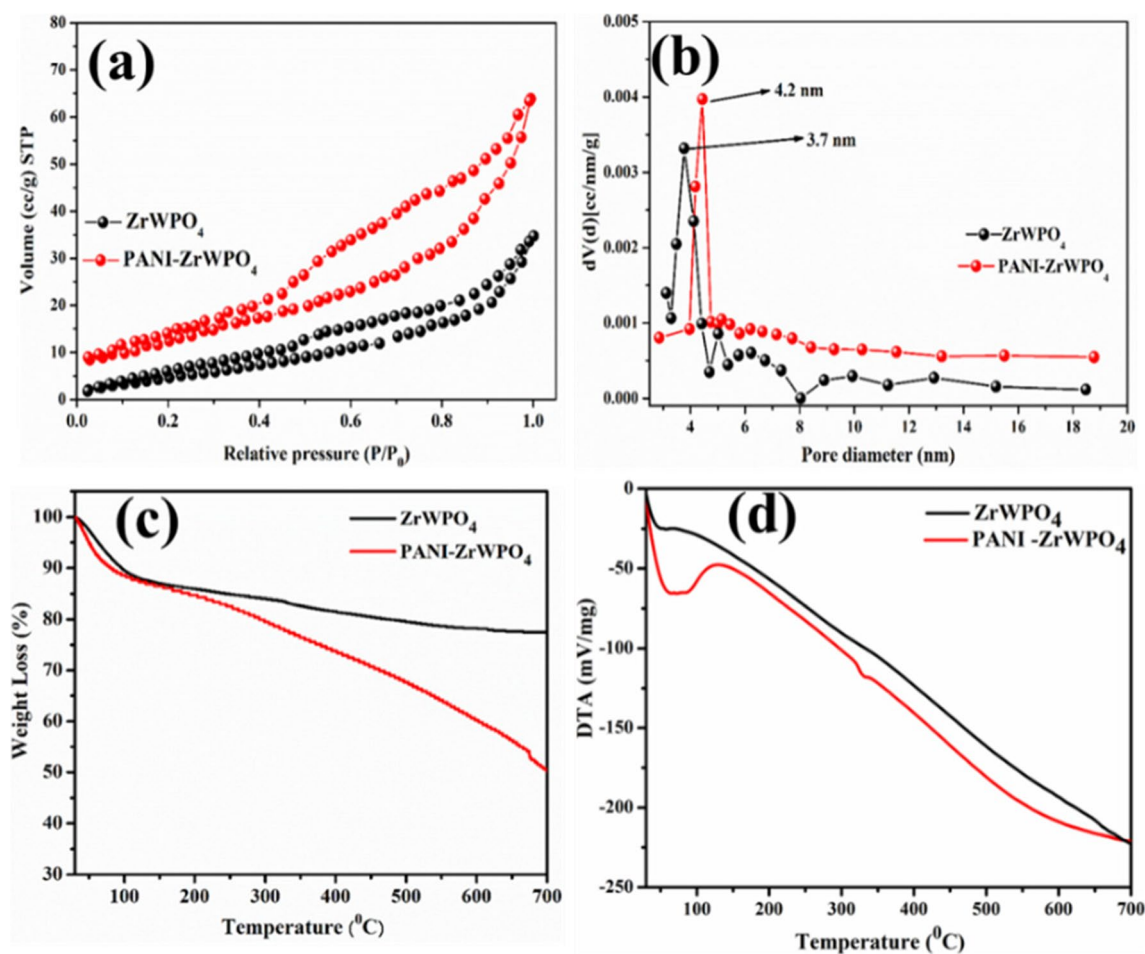 (a)
Volume (cc/g) STP
80
70
60
50
40
30
20
10
0
ZrWPO4
PANI-ZrWPO4
0.0 0.2 0.4 0.6 0.8 1.0
Relative pressure (P/P0)
(b)
dV(d)[cc/nm/g]
0.005
0.004
0.003
0.002
0.001
0.000
4.2 nm
3.7 nm
ZrWPO4
PANI-ZrWPO4
4 6 8 10 12 14 16 18 20
Pore diameter (nm)
(c)
Weight Loss (%)
100
90
80
70
60
50
40
30
ZrWPO4
PANI-ZrWPO4
100 200 300 400 500 600 700
Temperature (0C)
(d)
DTA (mV/mg)
0
-50
-100
-150
-200
-250
ZrWPO4
PANI -ZrWPO4
100 200 300 400 500 600 700
Temperature (0C)